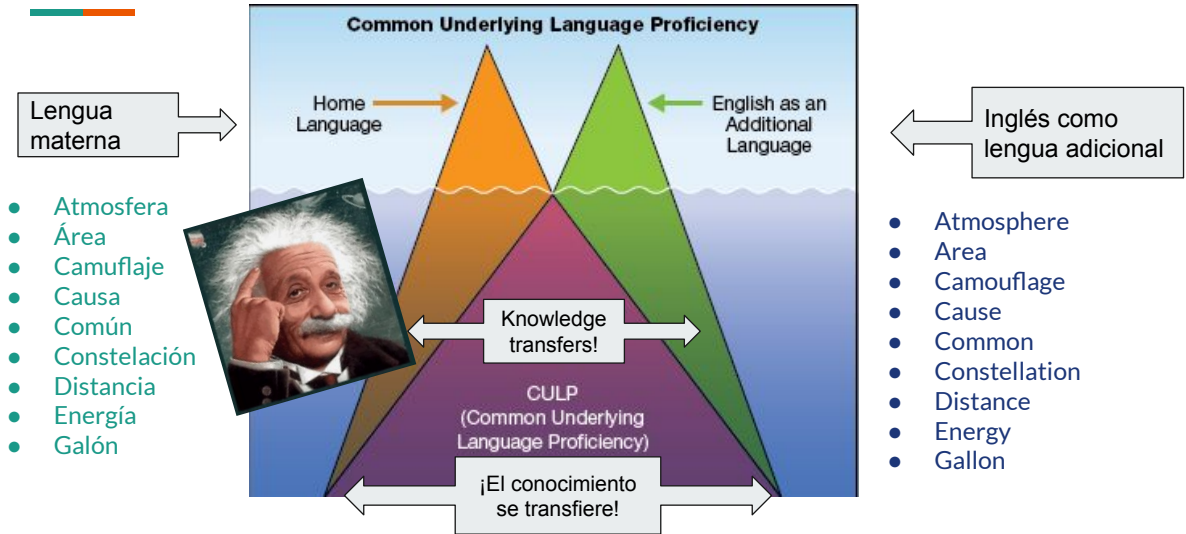 Common Underlying Language Proficiency
Lengua
materna
Home
Language
English as an
Additional
Language
Inglés como
lengua adicional
Atmosfera
Área
Camuflaje
Causa
Común
Constelación
Distancia
Energía
Galón
Knowledge
transfers!
CULP
(Common Underlying
Language Proficiency)
¡El conocimiento
se transfiere!
Atmosphere
Area
Camouflage
Cause
Common
Constellation
Distance
Energy
Gallon